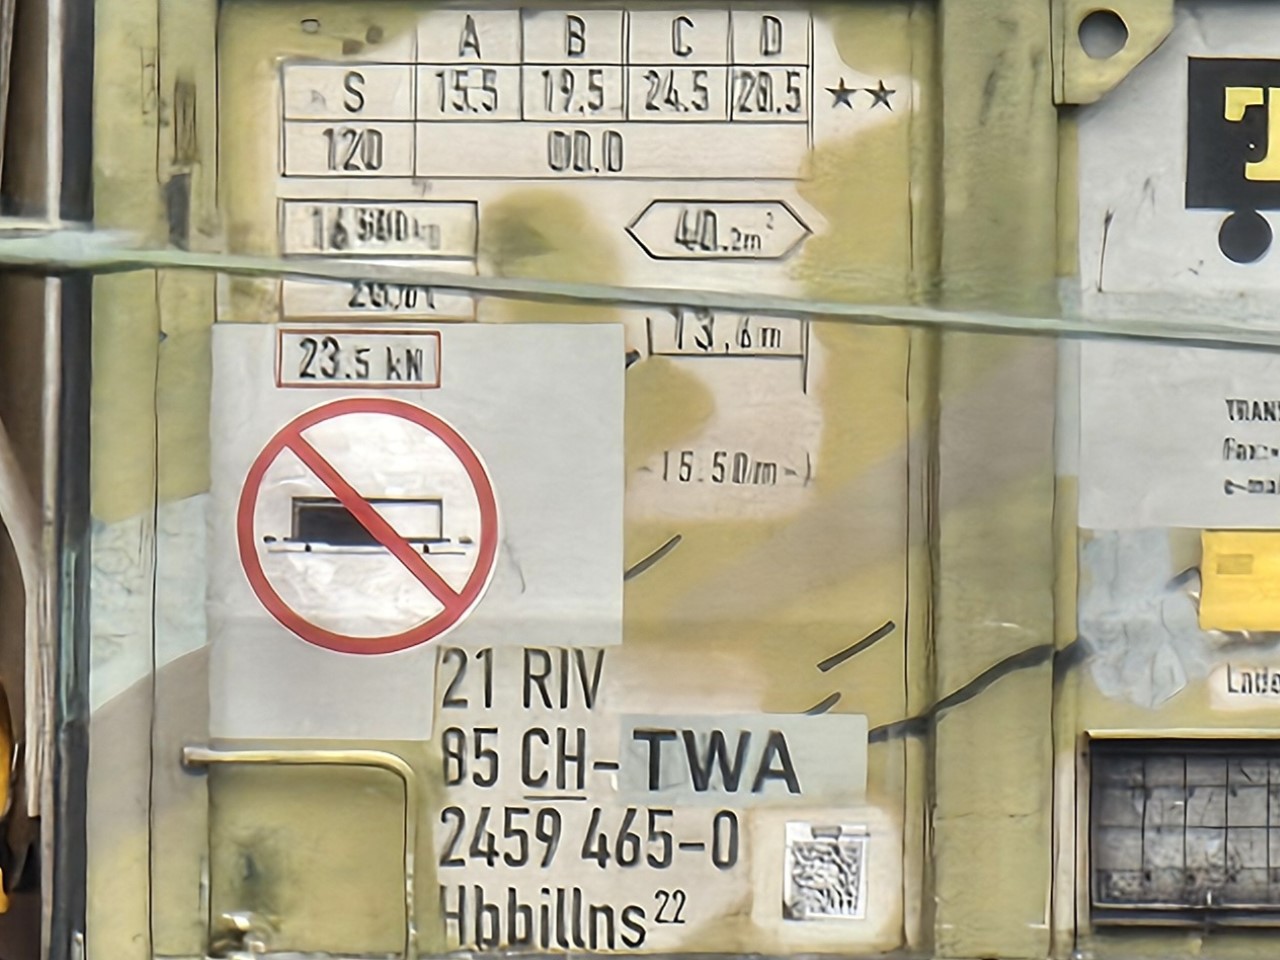 A B C D
S 15.5 19.5 24.5 28.5 ★★
120 00.0
40.2m²
13,6m
23.5 kN
-15.50m-
21 RIV
85 CH-TWA
2459 465-0
Hbbillns²²